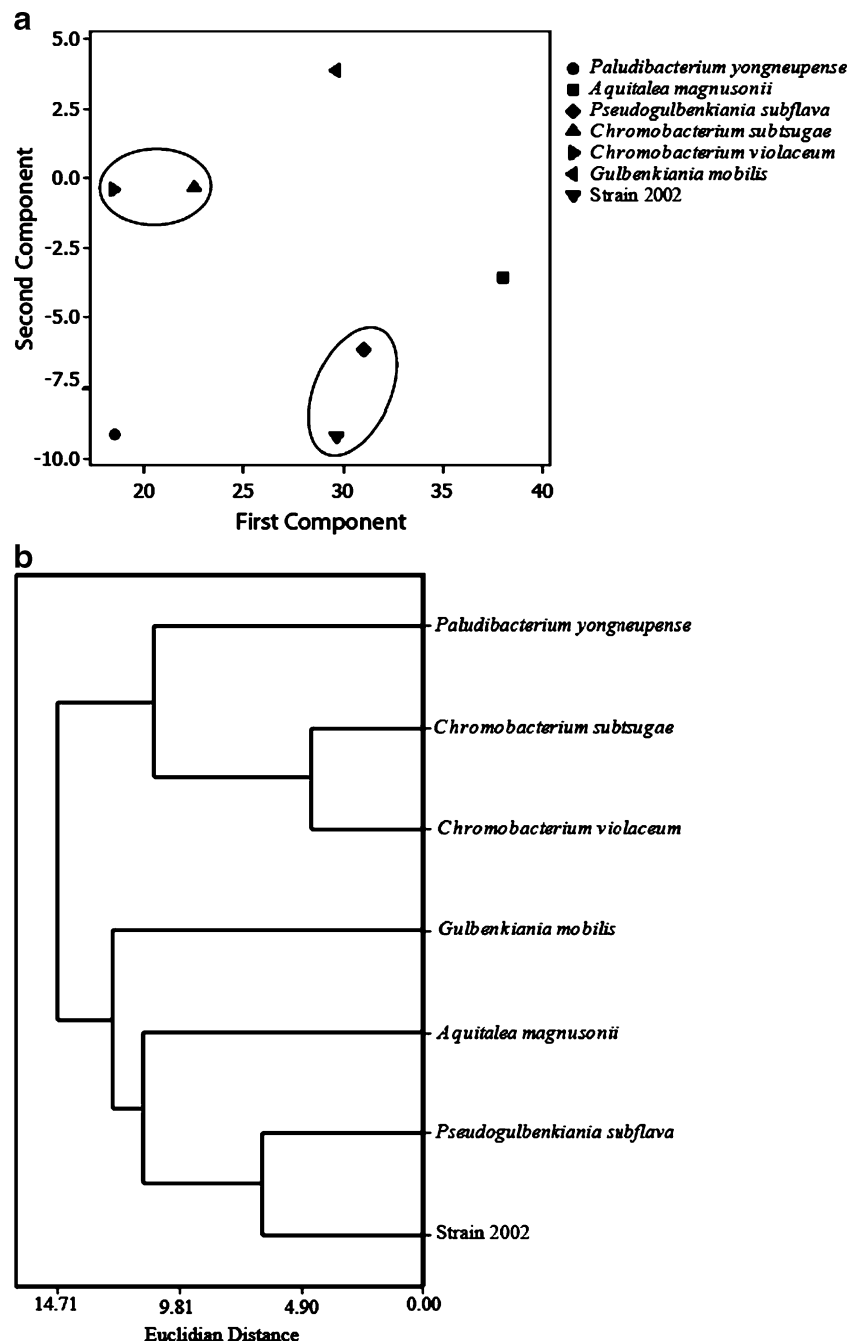 a
5.0
2.5
0.0
-2.5
-5.0
-7.5
-10.0
Second Component
20 25 30 35 40
First Component
Paludibacterium yongneupense
Aquitalea magnusonii
Pseudogulbenkiania subflava
Chromobacterium subtsugae
Chromobacterium violaceum
Gulbenkiania mobilis
Strain 2002
b
Paludibacterium yongneupense
Chromobacterium subtsugae
Chromobacterium violaceum
Gulbenkiania mobilis
Aquitalea magnusonii
Pseudogulbenkiania subflava
Strain 2002
14.71 9.81 4.90 0.00
Euclidian Distance